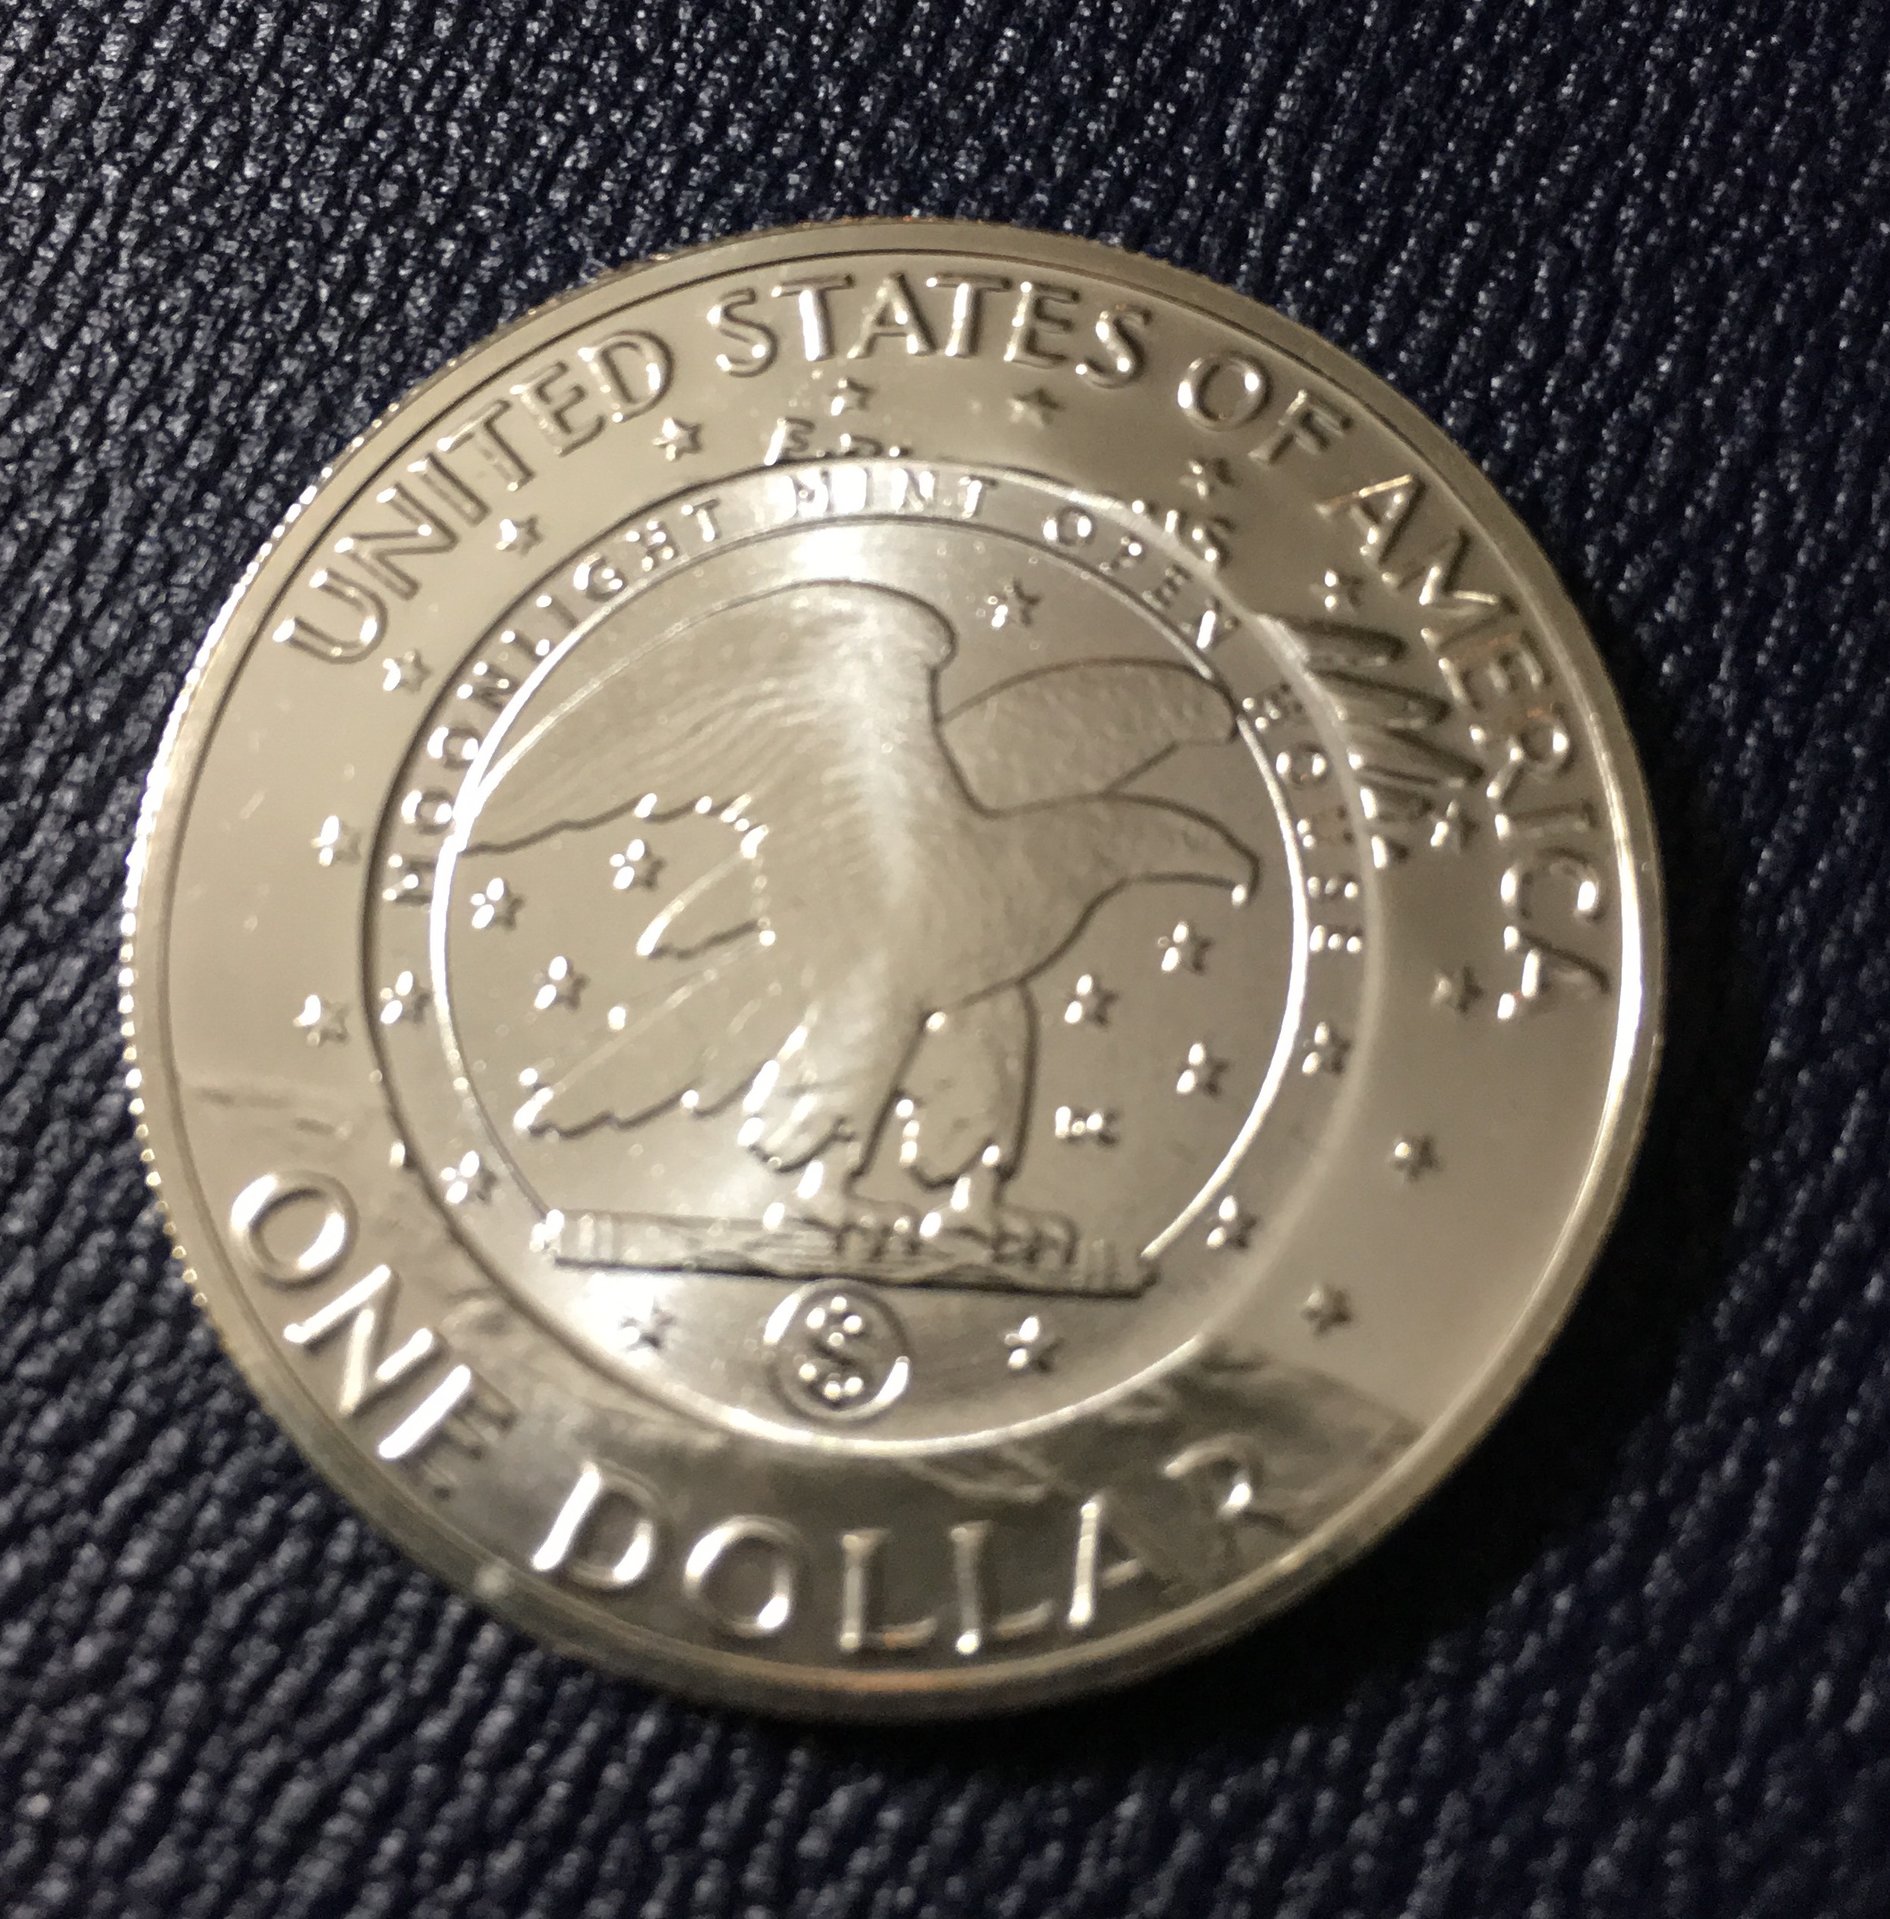 UNITED STATES OF AMERICA
MOONLIGHT MINT OPEN HOUSE
ONE DOLLAR